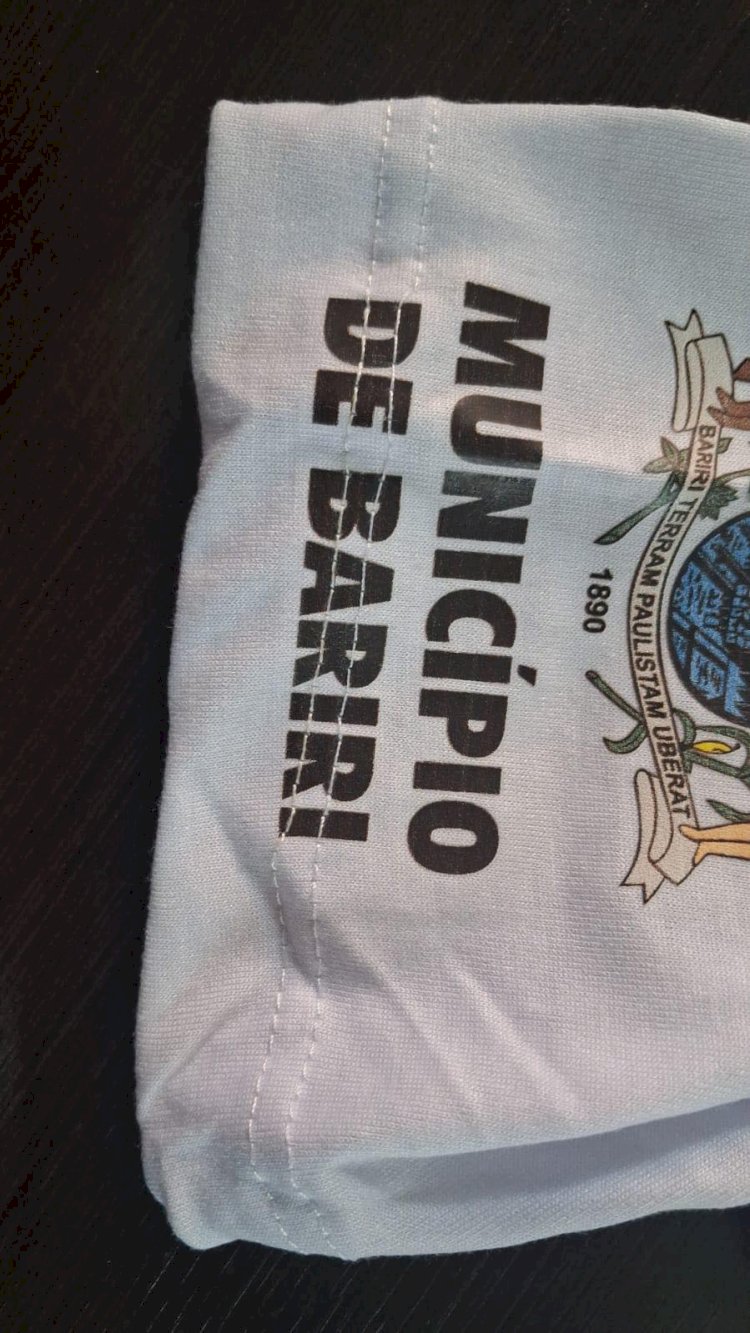 BARIRI TERRAM PAULISTAM UBERAT
1890
MUNICÍPIO
DE BARIRI